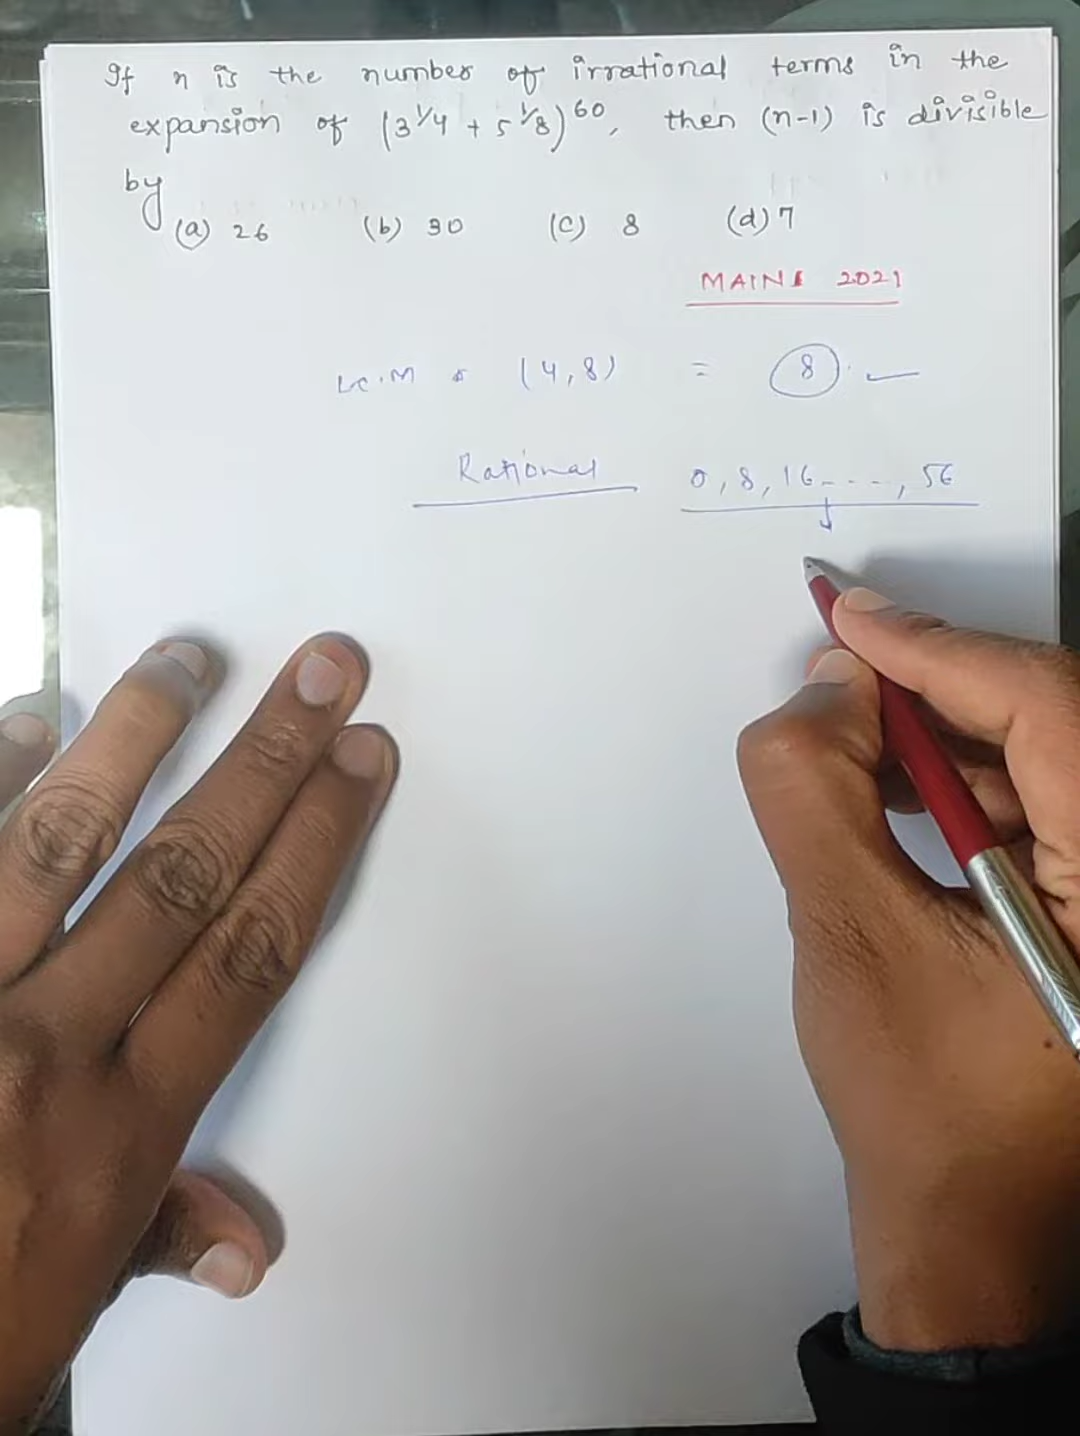 If n is the number of irrational terms in the
expansion of (3^1/4 + 5^1/8)^60, then (n-1) is divisible
by
(a) 26 (b) 30 (c) 8 (d) 7
MAINS 2021
L.C.M (4,8) = 8
Rational 0, 8, 16 - - - -, 56